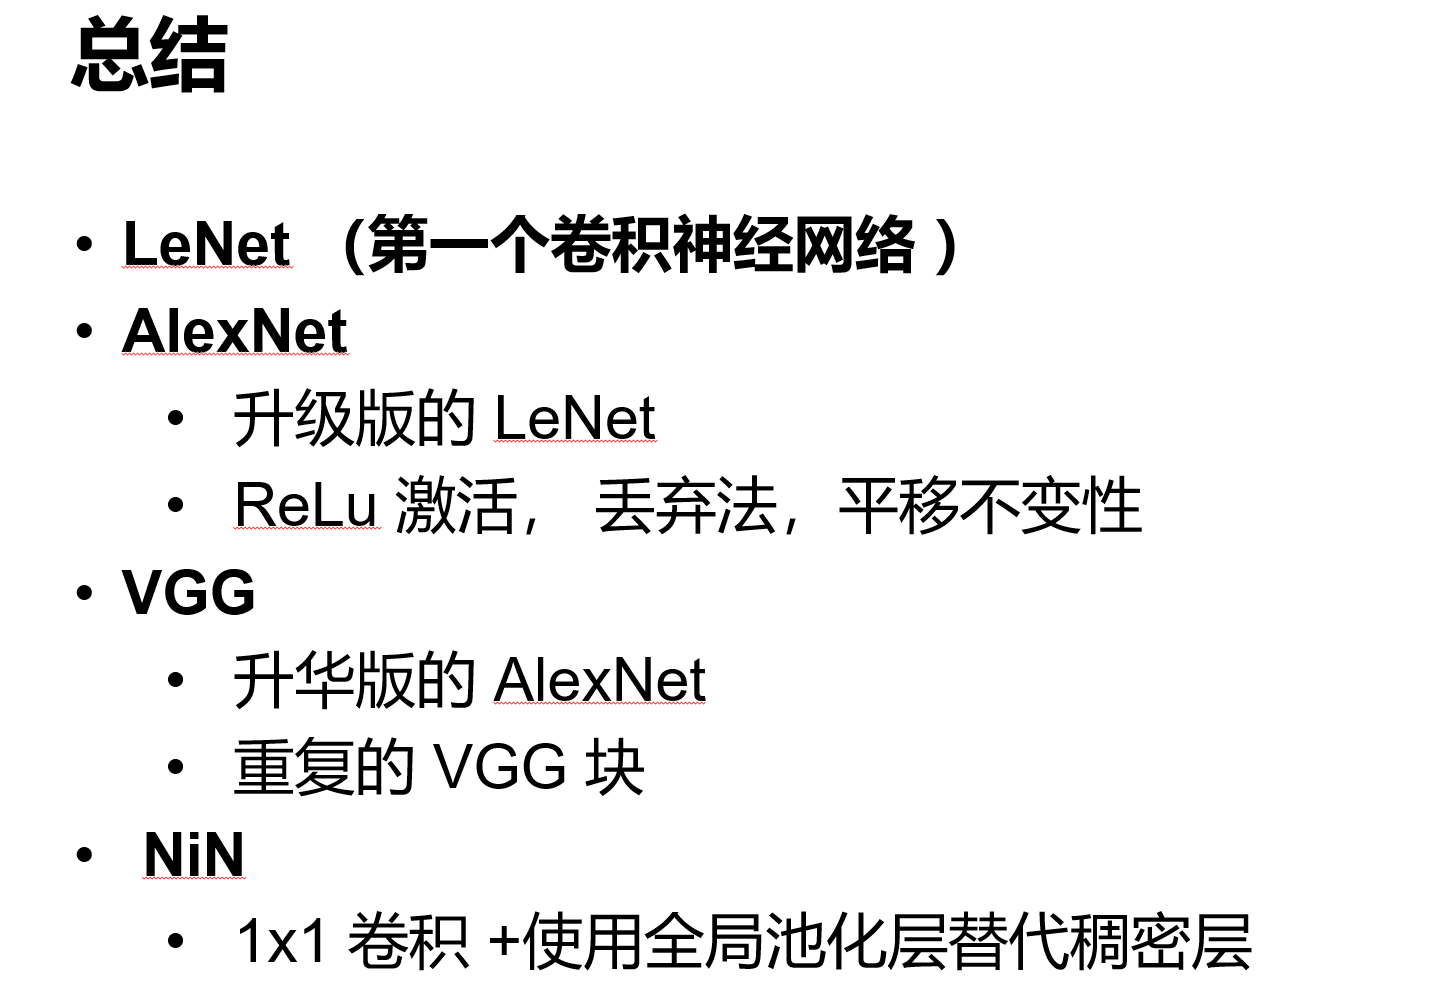 总结
• LeNet （第一个卷积神经网络 ）
• AlexNet
• 升级版的 LeNet
• ReLu 激活， 丢弃法，平移不变性
• VGG
• 升华版的 AlexNet
• 重复的 VGG 块
• NiN
• 1x1 卷积 +使用全局池化层替代稠密层